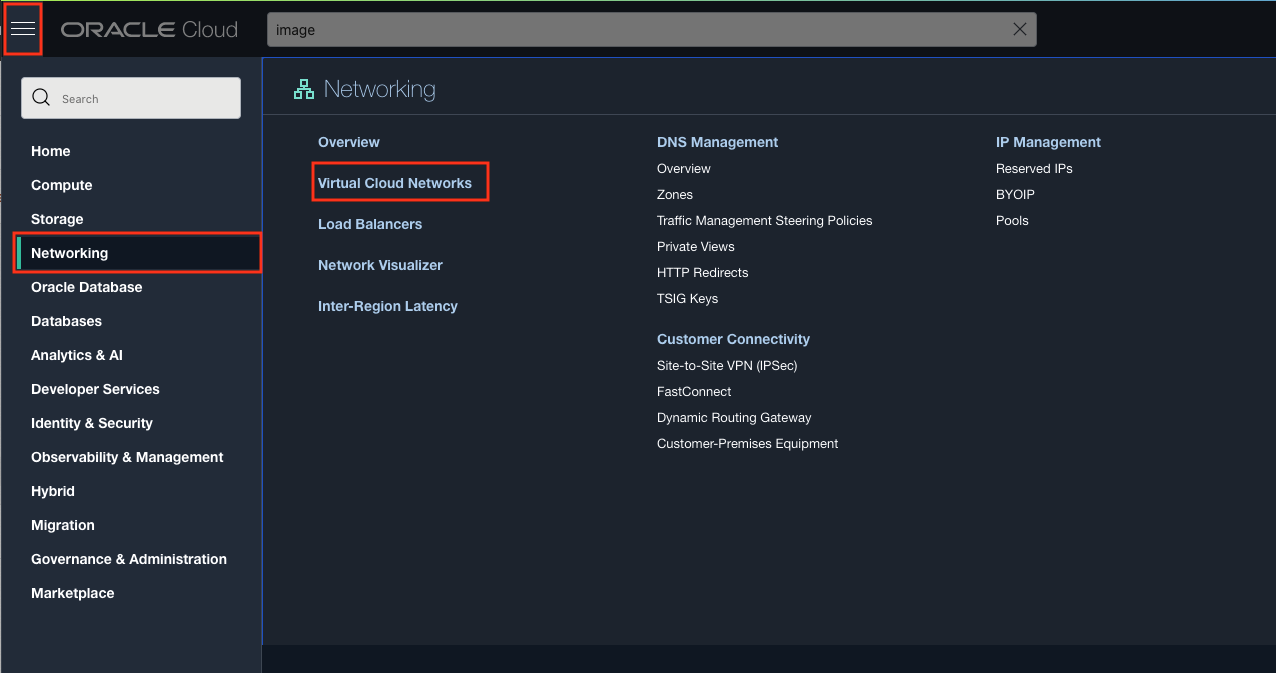 ORACLE Cloud
image
Search
Home
Compute
Storage
Networking
Oracle Database
Databases
Analytics & AI
Developer Services
Identity & Security
Observability & Management
Hybrid
Migration
Governance & Administration
Marketplace
Networking
Overview
Virtual Cloud Networks
Load Balancers
Network Visualizer
Inter-Region Latency
DNS Management
Overview
Zones
Traffic Management Steering Policies
Private Views
HTTP Redirects
TSIG Keys
Customer Connectivity
Site-to-Site VPN (IPSec)
FastConnect
Dynamic Routing Gateway
Customer-Premises Equipment
IP Management
Reserved IPs
BYOIP
Pools